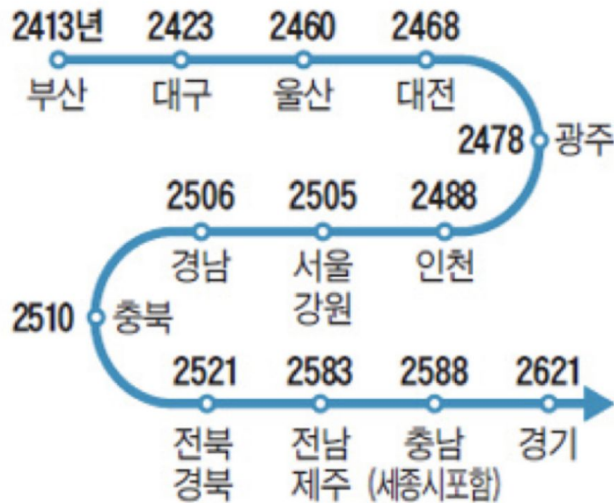 2413년 2423 2460 2468
부산 대구 울산 대전
2478 광주
2506 2505 2488
경남 서울 인천
강원
2510 충북
2521 2583 2588 2621
전북 전남 충남 경기
경북 제주 (세종시포함)